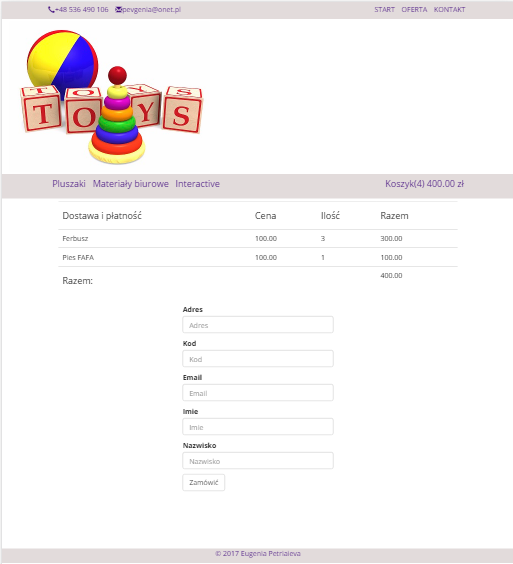 +48 536 490 106 pevgenia@onet.pl START OFERTA KONTAKT
T O Y S
T O Y S
Pluszaki Materiały biurowe Interactive Koszyk(4) 400.00 zł
Dostawa i płatność Cena Ilość Razem
Ferbusz 100.00 3 300.00
Pies FAFA 100.00 1 100.00
Razem: 400.00
Adres
Adres
Kod
Kod
Email
Email
Imie
Imie
Nazwisko
Nazwisko
Zamówić
© 2017 Eugenia Petriaieva